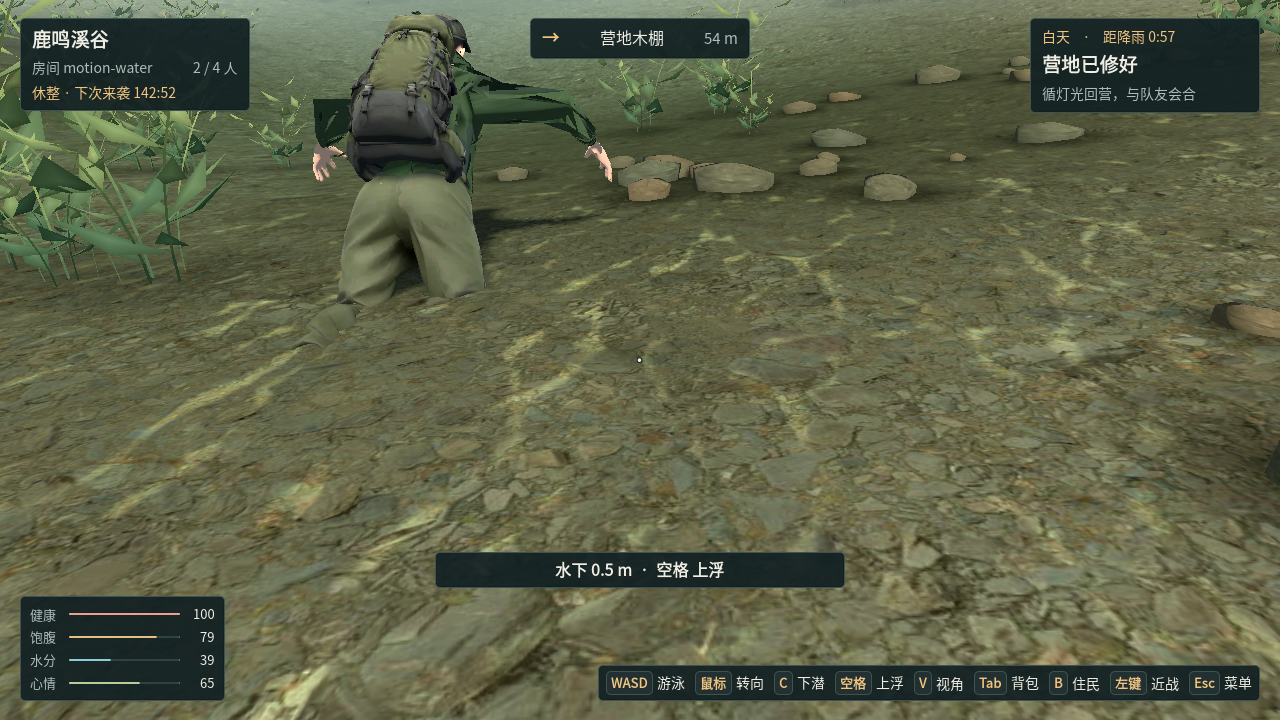 鹿鸣溪谷
房间 motion-water 2 / 4 人
休整 · 下次来袭 142:52
→ 营地木棚 54 m
白天 · 距降雨 0:57
营地已修好
循灯光回营，与队友会合
水下 0.5 m · 空格 上浮
健康 100
饱腹 79
水分 39
心情 65
WASD 游泳 鼠标 转向 C 下潜 空格 上浮 V 视角 Tab 背包 B 住民 左键 近战 Esc 菜单